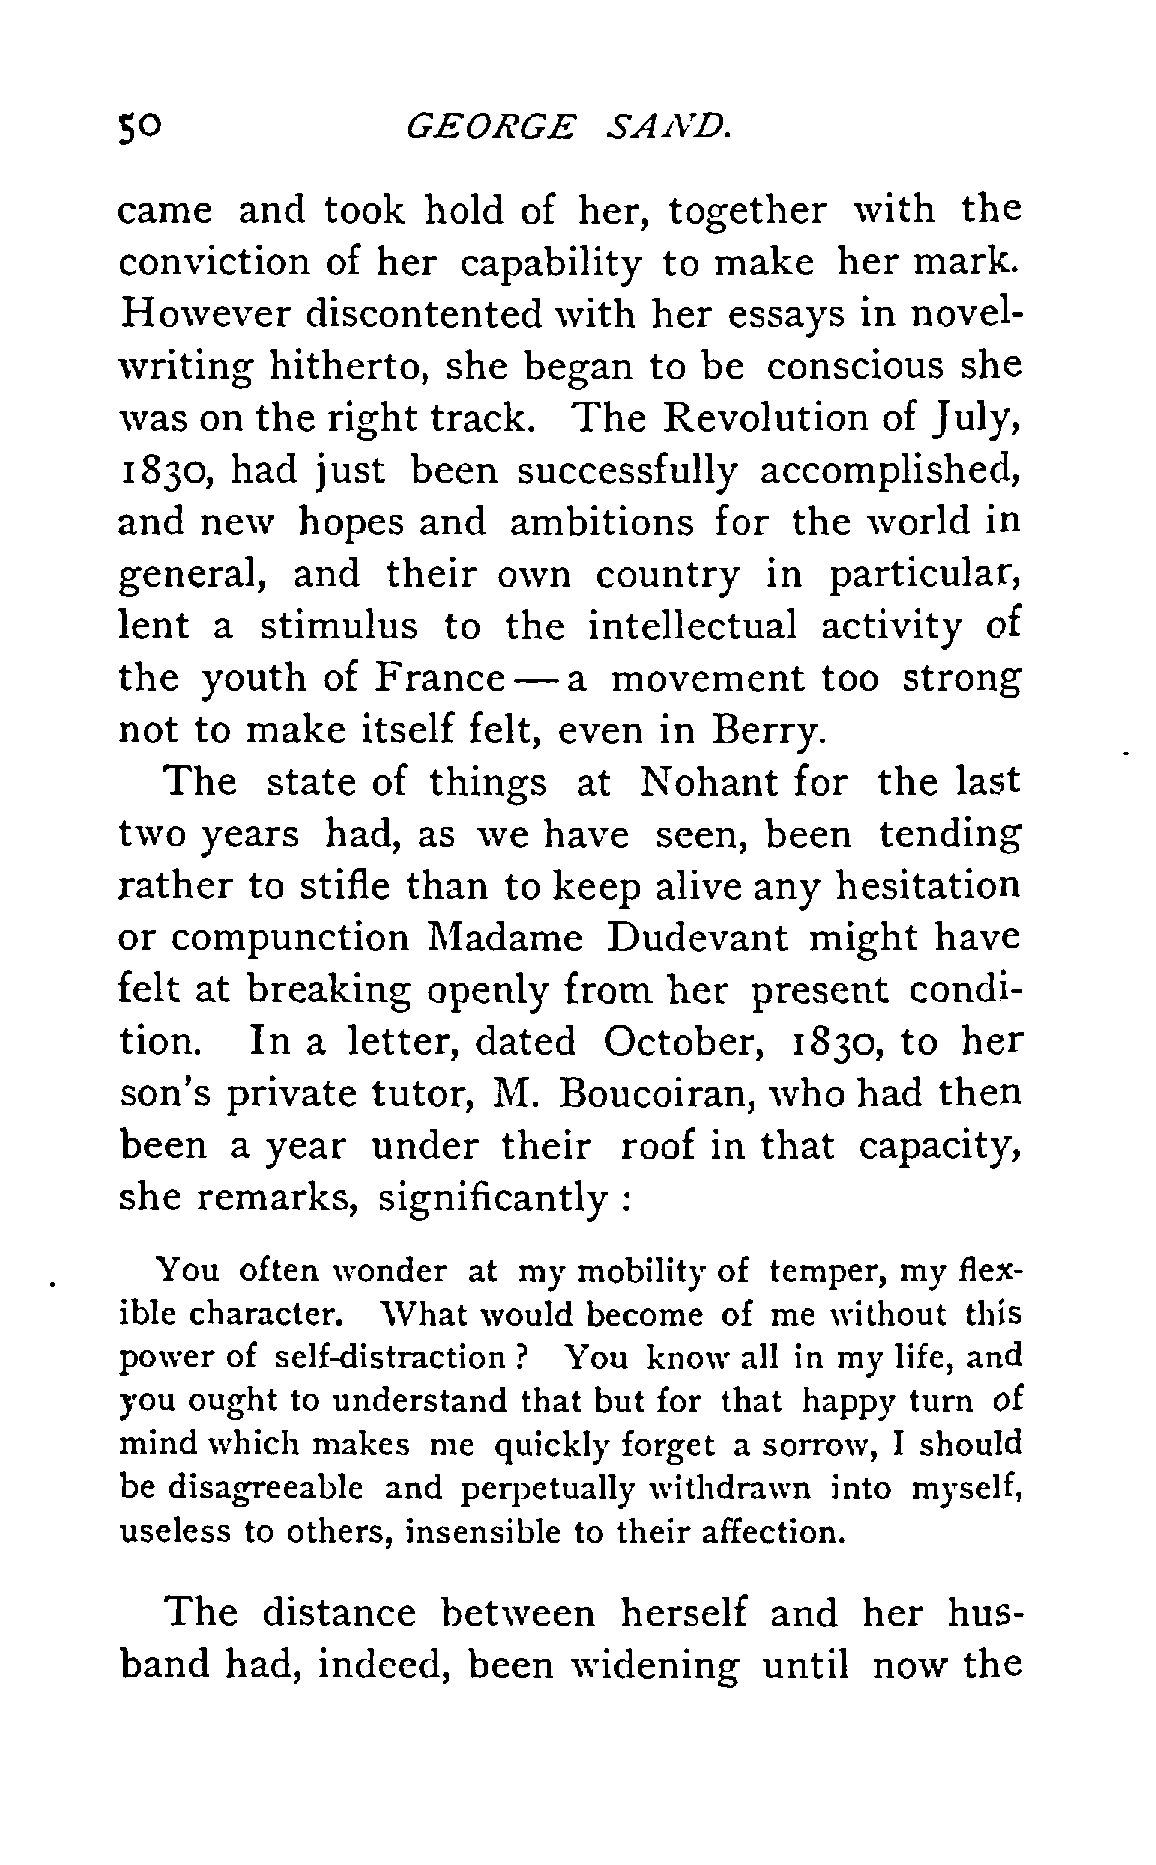 50 GEORGE SAND.
came and took hold of her, together with the
conviction of her capability to make her mark.
However discontented with her essays in novel-
writing hitherto, she began to be conscious she
was on the right track. The Revolution of July,
1830, had just been successfully accomplished,
and new hopes and ambitions for the world in
general, and their own country in particular,
lent a stimulus to the intellectual activity of
the youth of France — a movement too strong
not to make itself felt, even in Berry.
The state of things at Nohant for the last
two years had, as we have seen, been tending
rather to stifle than to keep alive any hesitation
or compunction Madame Dudevant might have
felt at breaking openly from her present condi-
tion. In a letter, dated October, 1830, to her
son's private tutor, M. Boucoiran, who had then
been a year under their roof in that capacity,
she remarks, significantly :
You often wonder at my mobility of temper, my flex-
ible character. What would become of me without this
power of self-distraction ? You know all in my life, and
you ought to understand that but for that happy turn of
mind which makes me quickly forget a sorrow, I should
be disagreeable and perpetually withdrawn into myself,
useless to others, insensible to their affection.
The distance between herself and her hus-
band had, indeed, been widening until now the